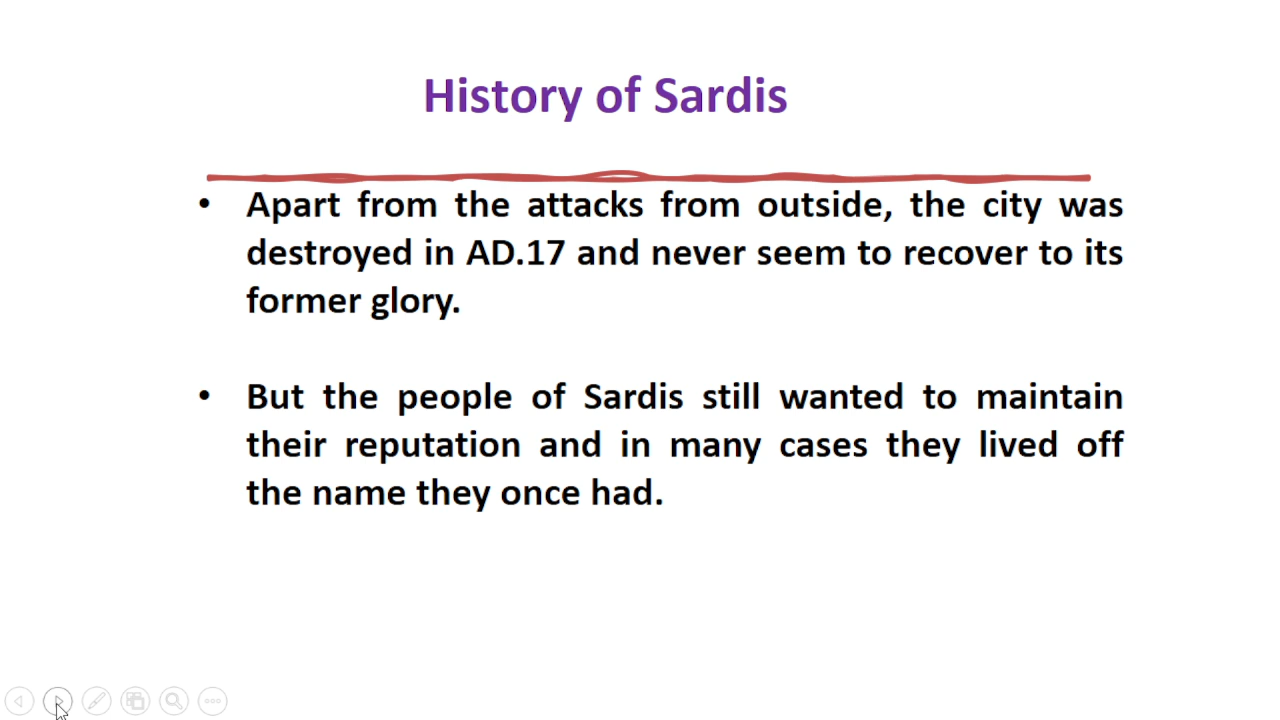 History of Sardis
• Apart from the attacks from outside, the city was
destroyed in AD.17 and never seem to recover to its
former glory.
• But the people of Sardis still wanted to maintain
their reputation and in many cases they lived off
the name they once had.